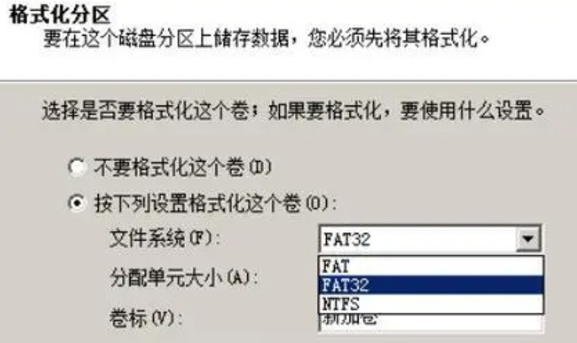 格式化分区
要在这个磁盘分区上储存数据，您必须先将其格式化。
选择是否要格式化这个卷；如果要格式化，要使用什么设置。
不要格式化这个卷(D)
按下列设置格式化这个卷(O)：
文件系统(F)： FAT32
FAT
分配单元大小(A)： FAT32
NTFS
卷标(V)： 新加卷